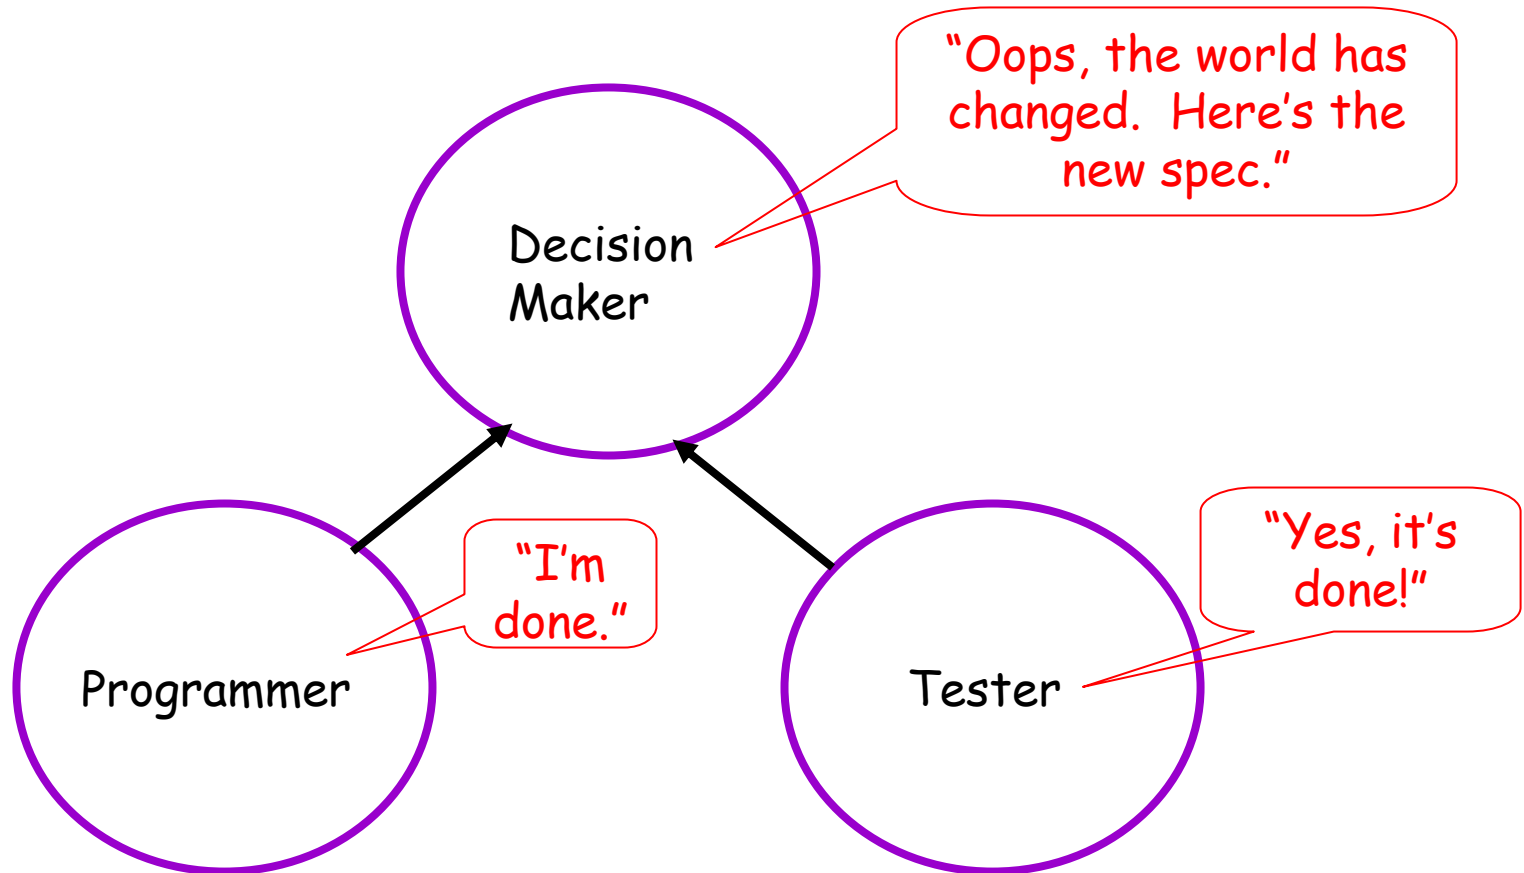 “Oops, the world has
changed.  Here’s the
new spec.”
Decision
Maker
“I’m
done.”
“Yes, it’s
done!”
Programmer
Tester